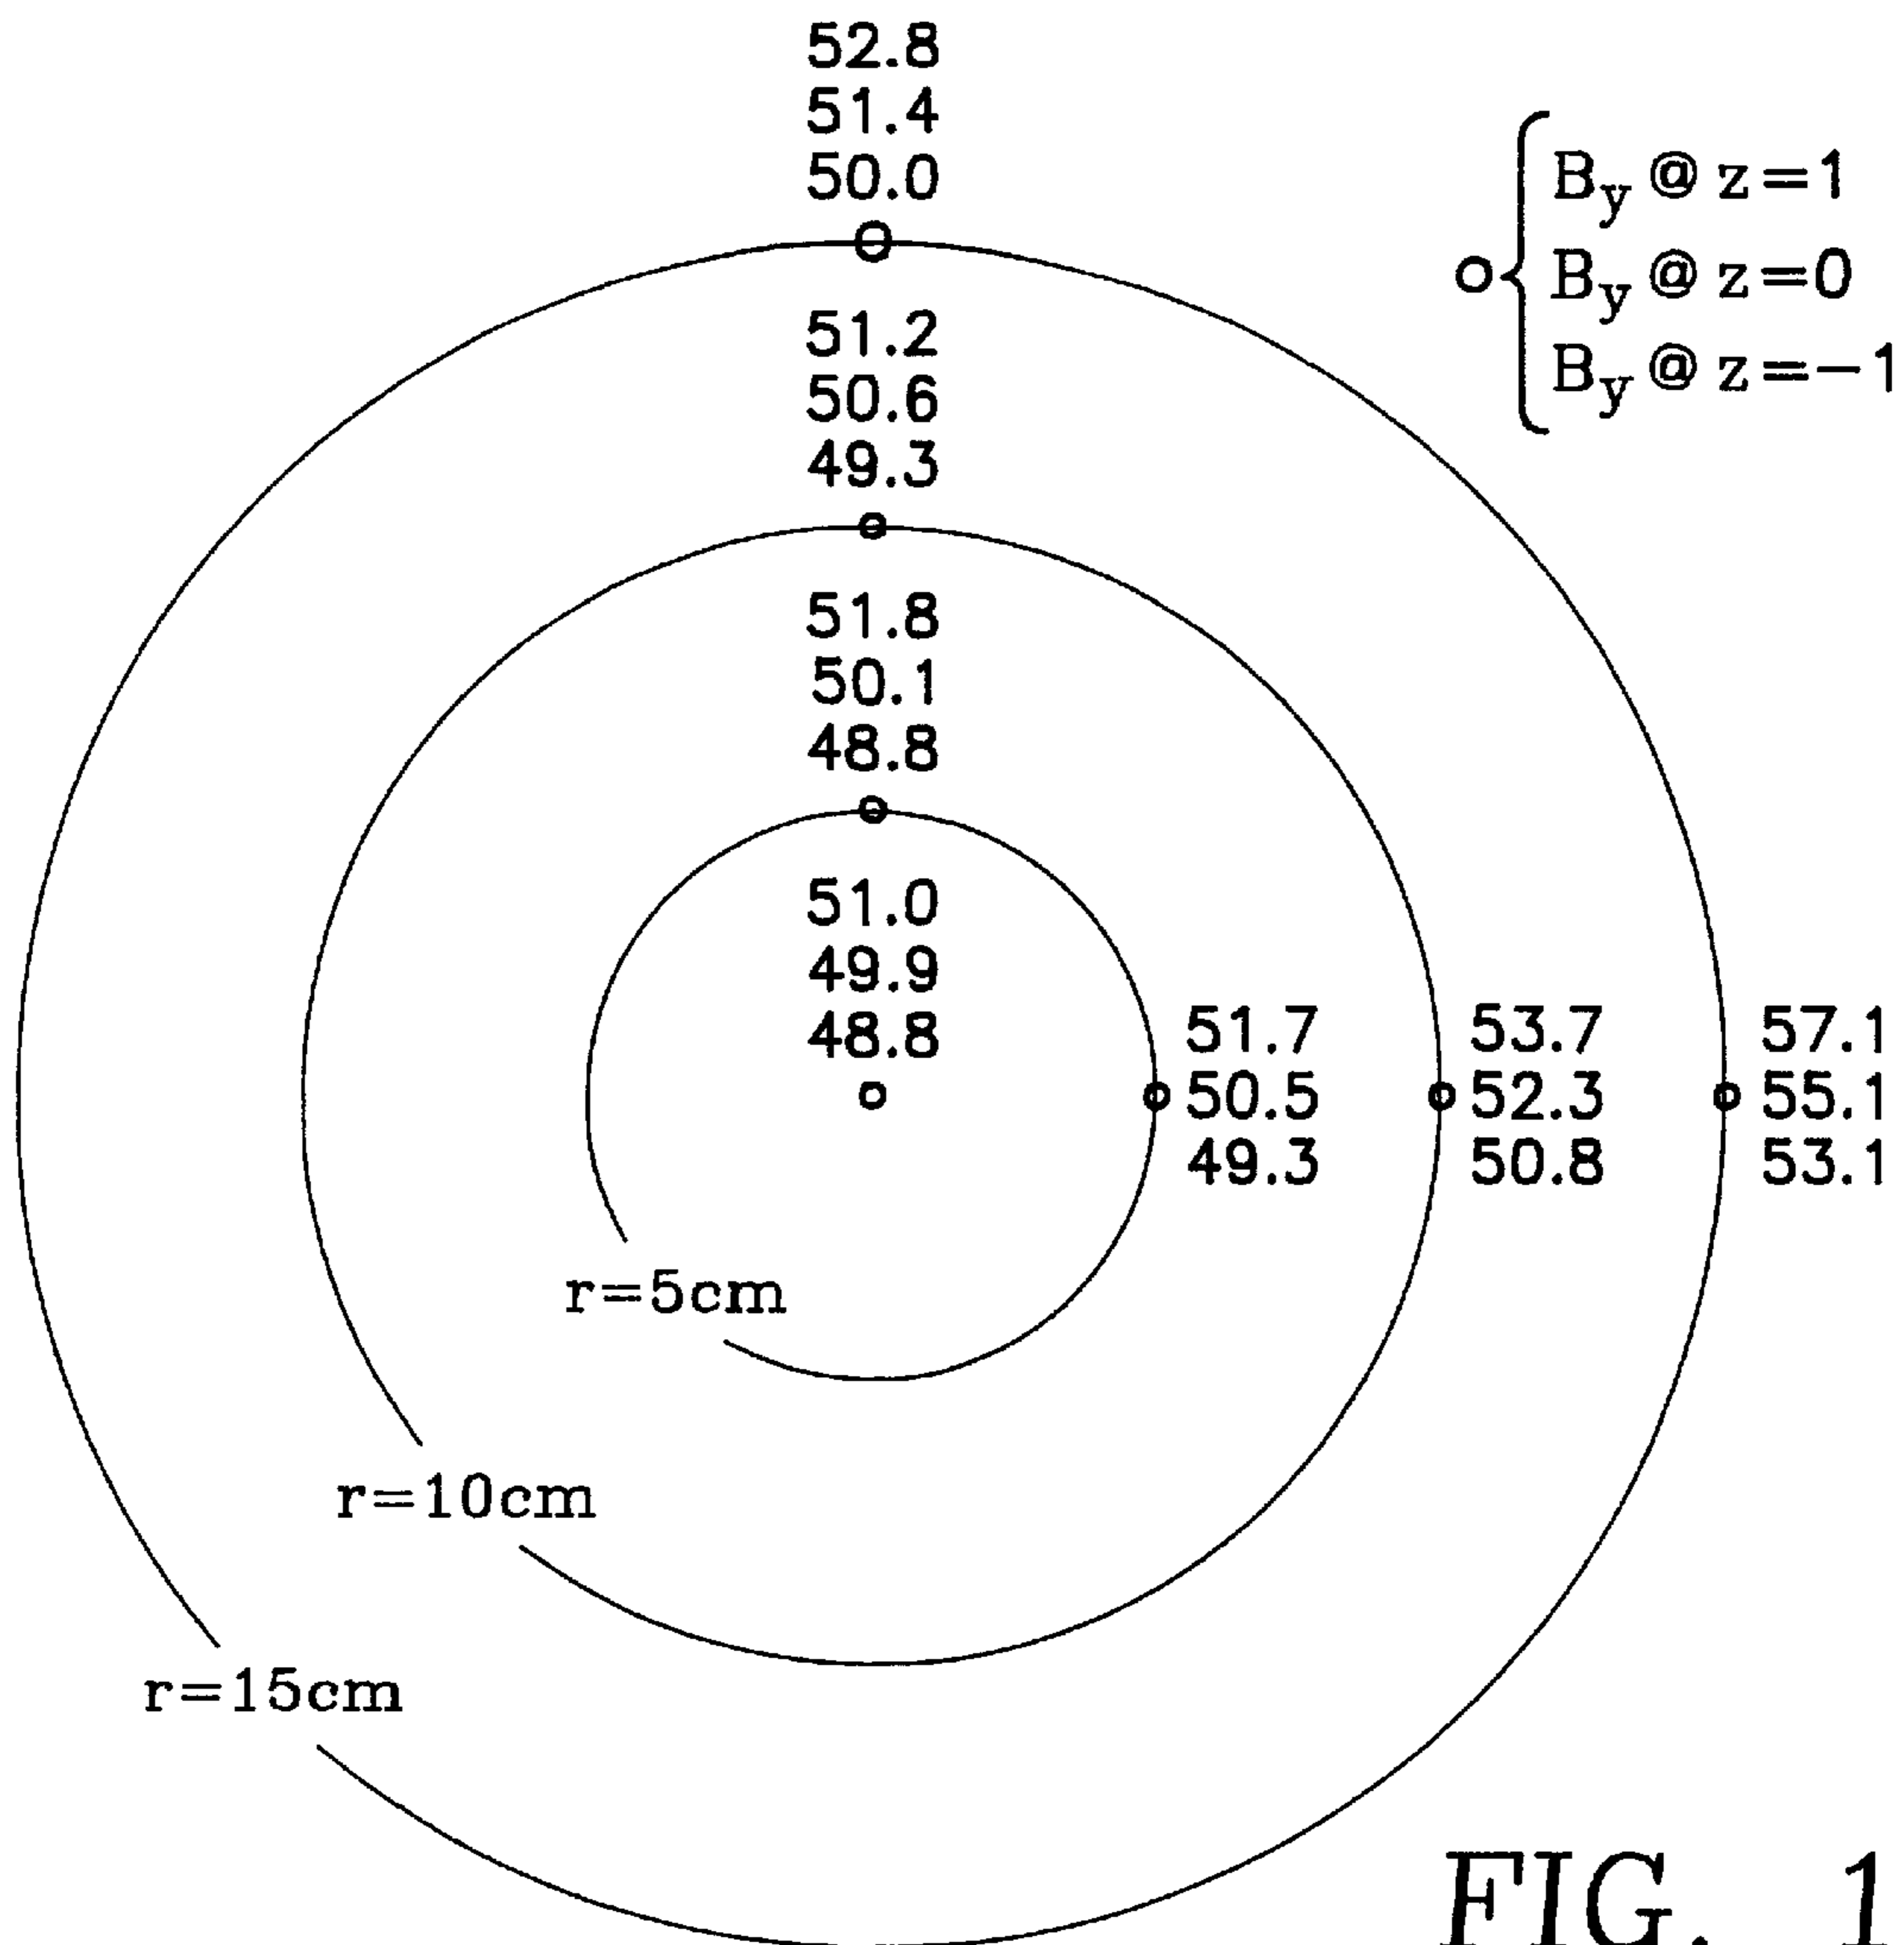 52.8
51.4
50.0
B_y @ z=1
B_y @ z=0
B_y @ z=-1
51.2
50.6
49.3
51.8
50.1
48.8
51.0
49.9
48.8
51.7 53.7 57.1
50.5 52.3 55.1
49.3 50.8 53.1
r=5cm
r=10cm
r=15cm
FIG. 1